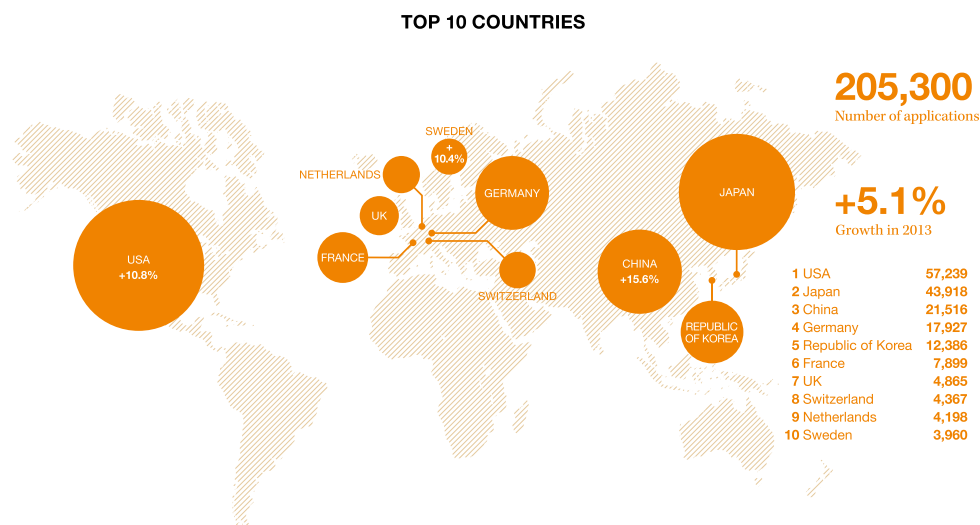 TOP 10 COUNTRIES
205,300
Number of applications
+5.1%
Growth in 2013
SWEDEN
+
10.4%
NETHERLANDS
GERMANY
JAPAN
UK
FRANCE
USA
+10.8%
CHINA
+15.6%
SWITZERLAND
REPUBLIC
OF KOREA
1 USA 57,239
2 Japan 43,918
3 China 21,516
4 Germany 17,927
5 Republic of Korea 12,386
6 France 7,899
7 UK 4,865
8 Switzerland 4,367
9 Netherlands 4,198
10 Sweden 3,960